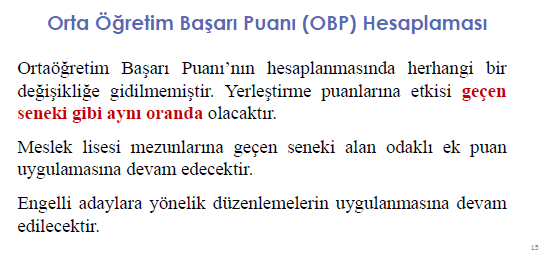 Orta Öğretim Başarı Puanı (OBP) Hesaplaması
Ortaöğretim Başarı Puanı’nın hesaplanmasında herhangi bir
değişikliğe gidilmemiştir. Yerleştirme puanlarına etkisi geçen
seneki gibi aynı oranda olacaktır.
Meslek lisesi mezunlarına geçen seneki alan odaklı ek puan
uygulamasına devam edecektir.
Engelli adaylara yönelik düzenlemelerin uygulanmasına devam
edilecektir.
15